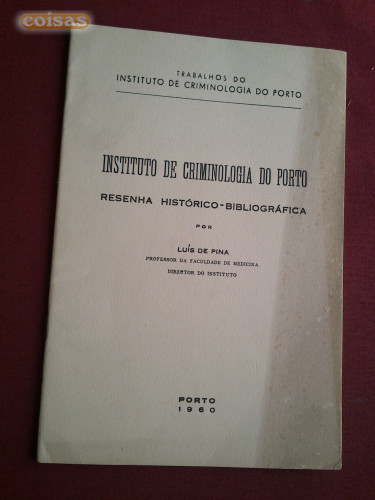 coisas
TRABALHOS DO
INSTITUTO DE CRIMINOLOGIA DO PORTO
INSTITUTO DE CRIMINOLOGIA DO PORTO
RESENHA HISTÓRICO-BIBLIOGRÁFICA
POR
LUÍS DE PINA
PROFESSOR DA FACULDADE DE MEDICINA
DIRECTOR DO INSTITUTO
PORTO
1960